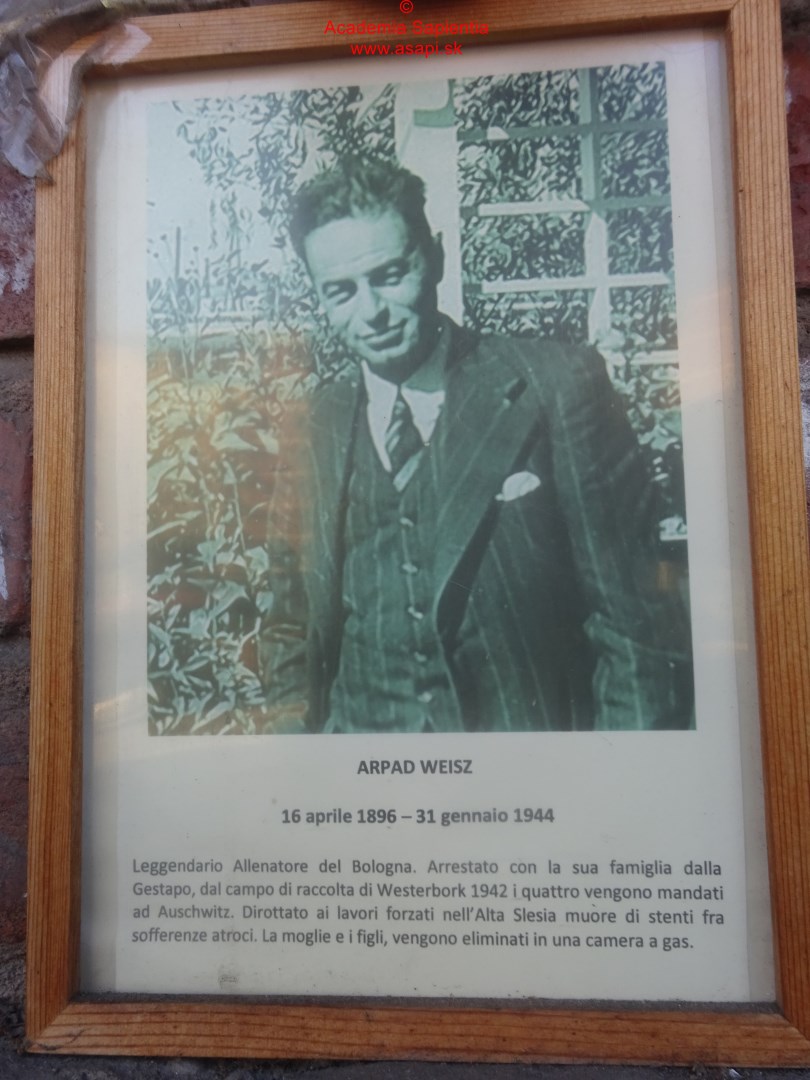 ©
Academia Sapientia
www.asapi.sk
ARPAD WEISZ
16 aprile 1896 – 31 gennaio 1944
Leggendario Allenatore del Bologna. Arrestato con la sua famiglia dalla
Gestapo, dal campo di raccolta di Westerbork 1942 i quattro vengono mandati
ad Auschwitz. Dirottato ai lavori forzati nell'Alta Slesia muore di stenti fra
sofferenze atroci. La moglie e i figli, vengono eliminati in una camera a gas.